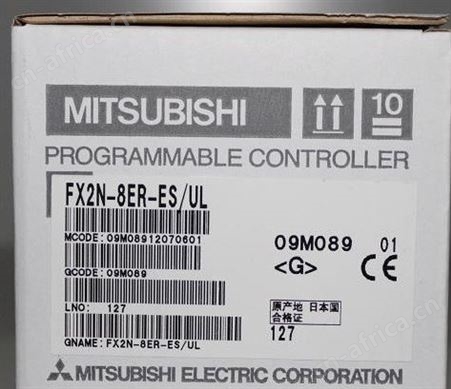 MITSUBISHI
10
PROGRAMMABLE CONTROLLER
FX2N-8ER-ES/UL
MCODE: 09M08912070601
09M089 01
GCODE: 09M089
<G> CE
LNO: 127
原产地 日本国
合格证
127
GNAME: FX2N-8ER-ES/UL
MITSUBISHI ELECTRIC CORPORATION